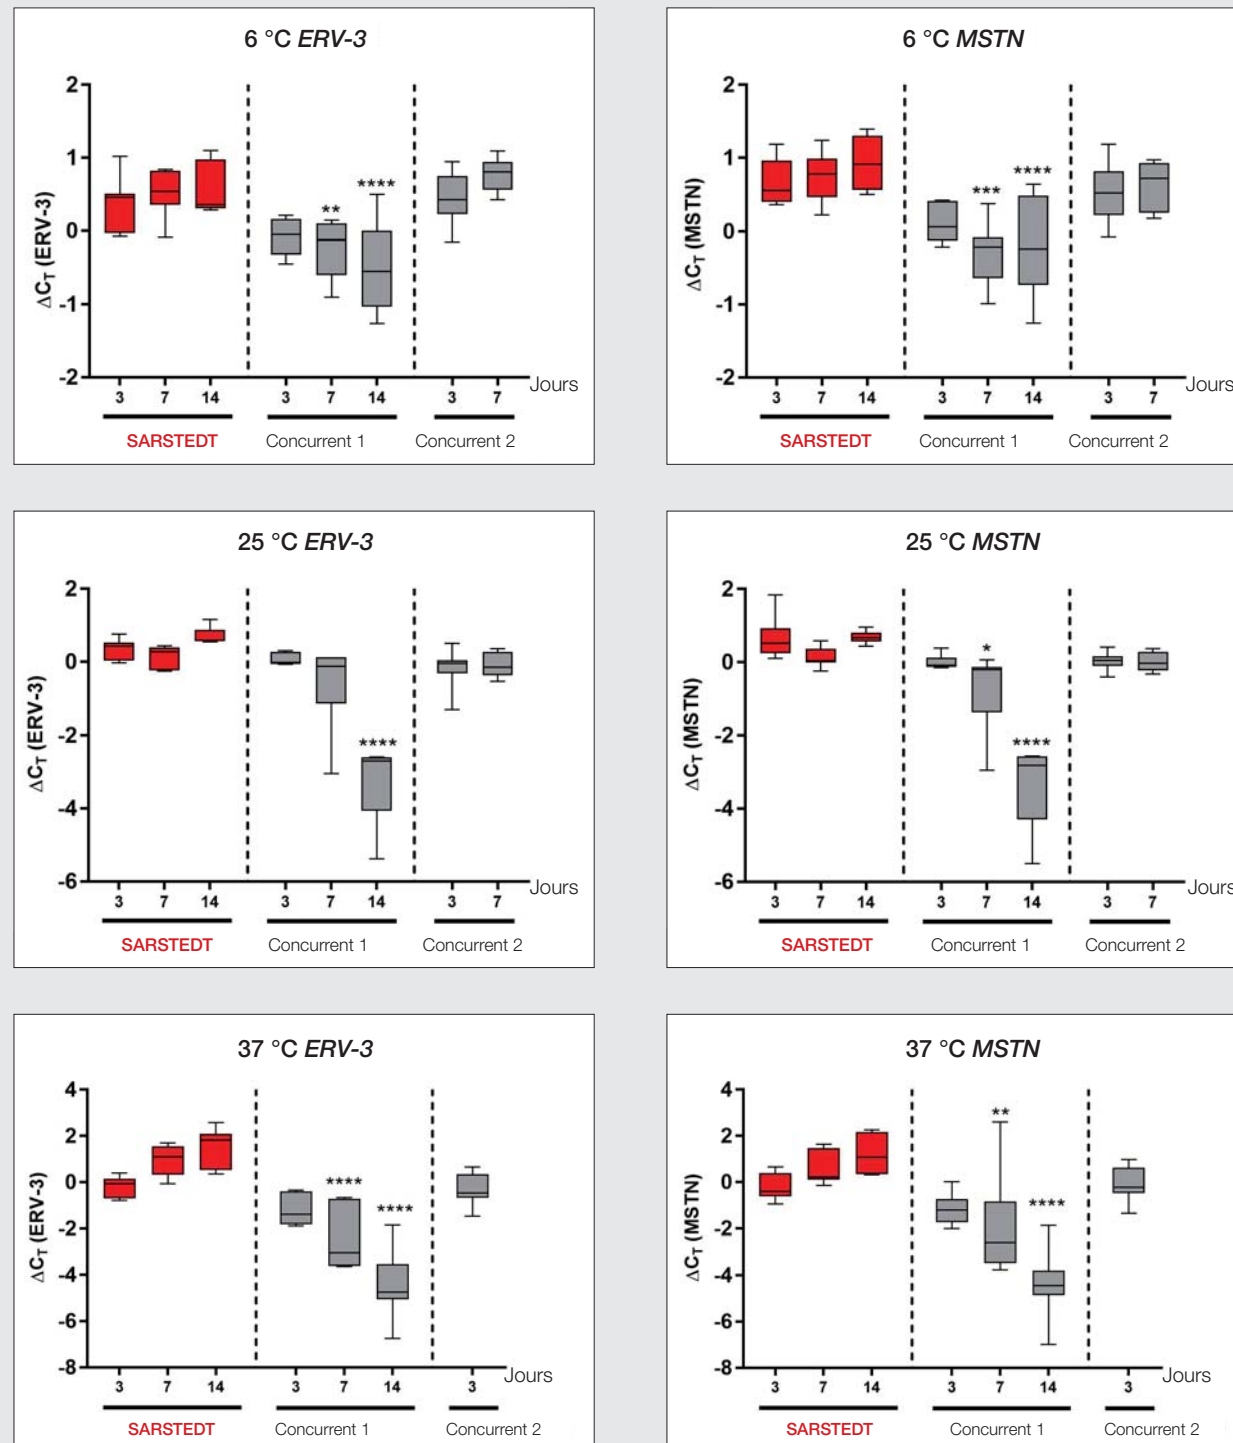 6 °C ERV-3
2
1
0
-1
-2
ΔCT (ERV-3)
** ****
3 7 14 3 7 14 3 7 Jours
SARSTEDT Concurrent 1 Concurrent 2
6 °C MSTN
2
1
0
-1
-2
ΔCT (MSTN)
*** ****
3 7 14 3 7 14 3 7 Jours
SARSTEDT Concurrent 1 Concurrent 2
25 °C ERV-3
2
0
-2
-4
-6
ΔCT (ERV-3)
****
3 7 14 3 7 14 3 7 Jours
SARSTEDT Concurrent 1 Concurrent 2
25 °C MSTN
2
0
-2
-4
-6
ΔCT (MSTN)
* ****
3 7 14 3 7 14 3 7 Jours
SARSTEDT Concurrent 1 Concurrent 2
37 °C ERV-3
4
2
0
-2
-4
-6
-8
ΔCT (ERV-3)
**** ****
3 7 14 3 7 14 3 Jours
SARSTEDT Concurrent 1 Concurrent 2
37 °C MSTN
4
2
0
-2
-4
-6
-8
ΔCT (MSTN)
** ****
3 7 14 3 7 14 3 Jours
SARSTEDT Concurrent 1 Concurrent 2